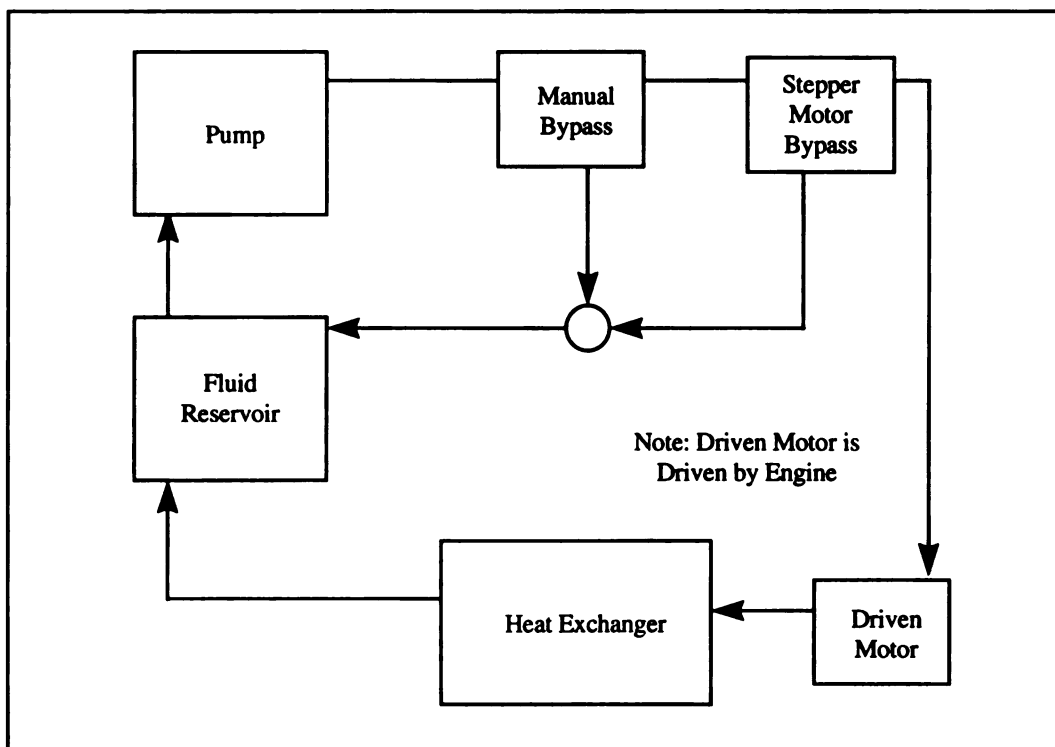 Pump
Manual
Bypass
Stepper
Motor
Bypass
Fluid
Reservoir
Note: Driven Motor is
Driven by Engine
Heat Exchanger
Driven
Motor